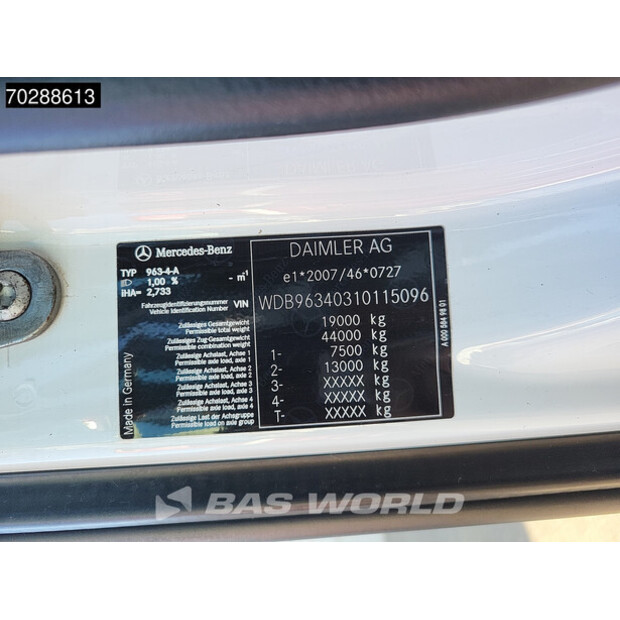 70288613
Mercedes-Benz
TYP 963-4-A
1,00 % - m⁻¹
iHA= 2,733
Fahrzeugidentifizierungsnummer
Vehicle Identification Number VIN
Zulässiges Gesamtgewicht
Permissible total weight
Zulässiges Zug-Gesamtgewicht
Permissible combination weight
Zulässige Achslast, Achse 1
Permissible axle load, axle 1
Zulässige Achslast, Achse 2
Permissible axle load, axle 2
Zulässige Achslast, Achse 3
Permissible axle load, axle 3
Zulässige Achslast, Achse 4
Permissible axle load, axle 4
Zulässige Last der Achsgruppe
Permissible load on axle group
Made in Germany
DAIMLER AG
e1*2007/46*0727
WDB96340310115096
19000 kg
44000 kg
1- 7500 kg
2- 13000 kg
3- XXXXX kg
4- XXXXX kg
T- XXXXX kg
A 000 584 98 01
BAS WORLD